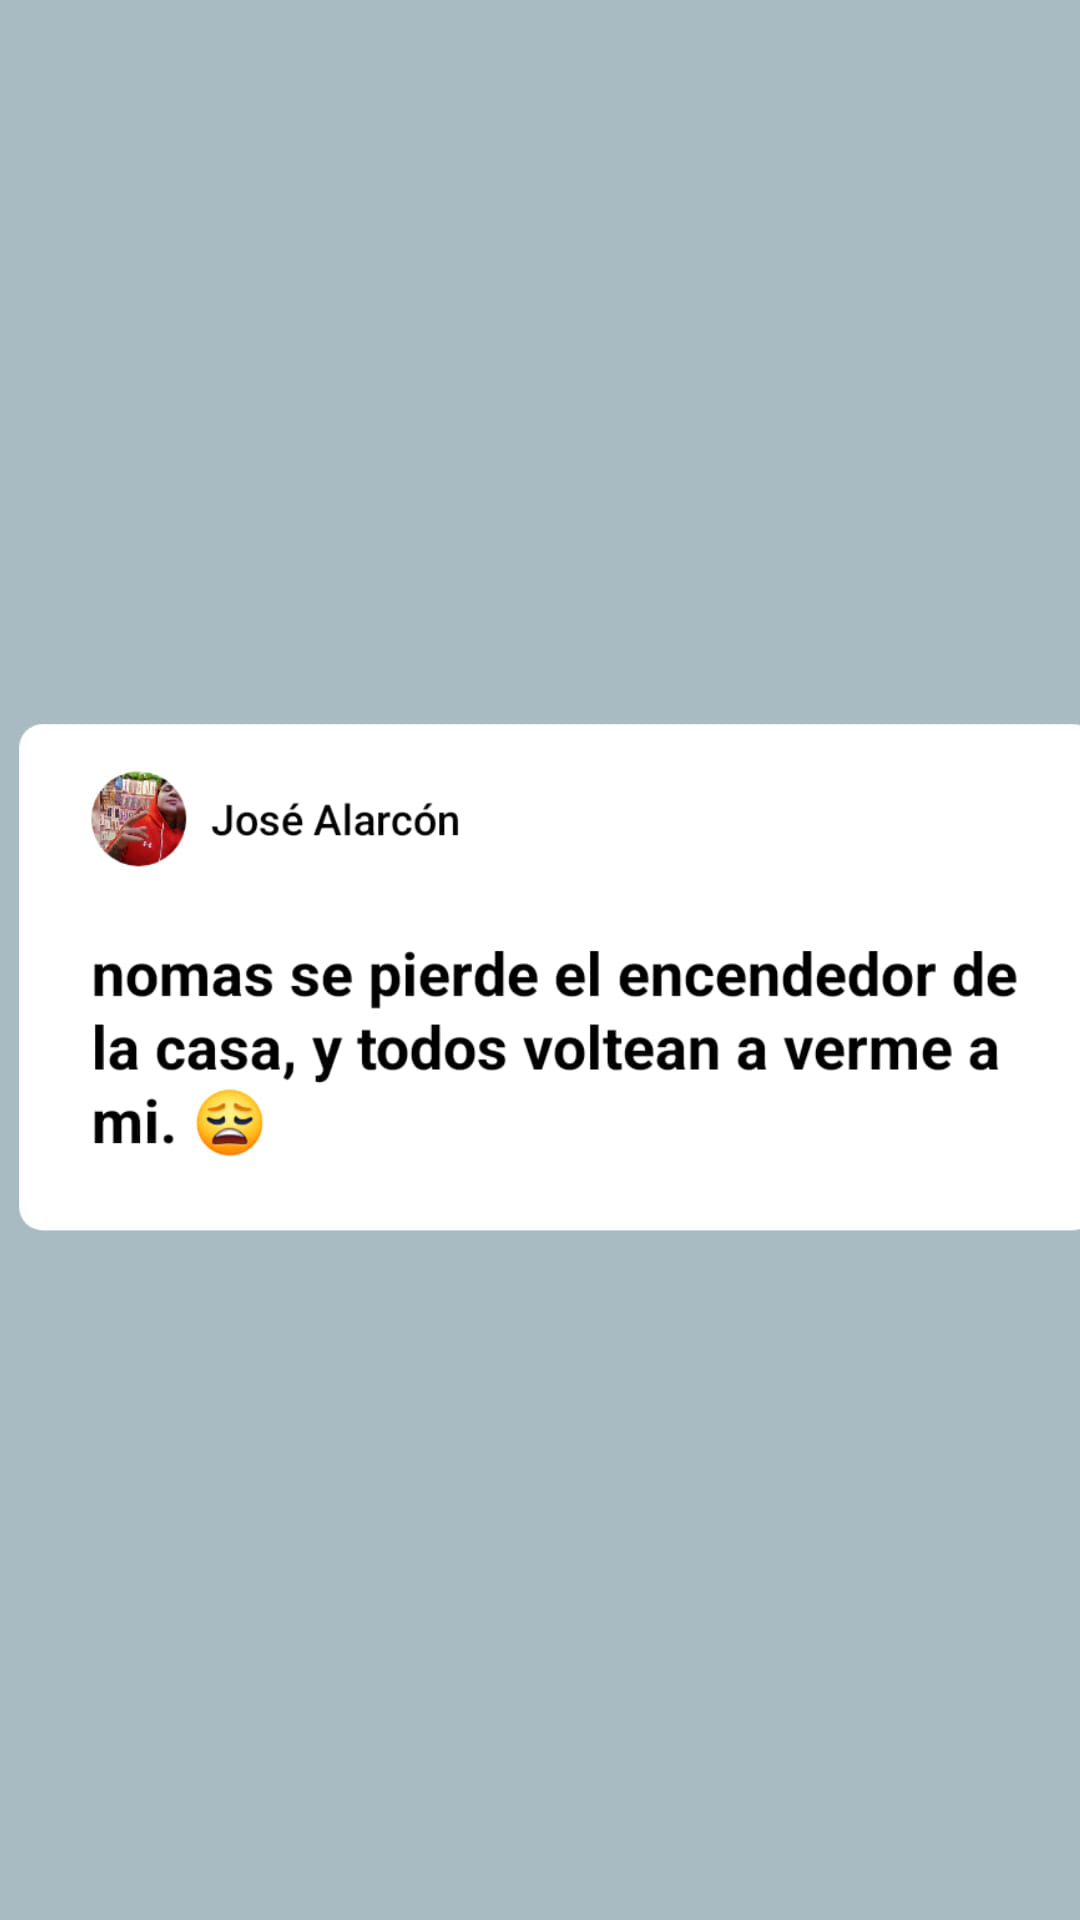 José Alarcón
nomas se pierde el encendedor de
la casa, y todos voltean a verme a
mi. 😩